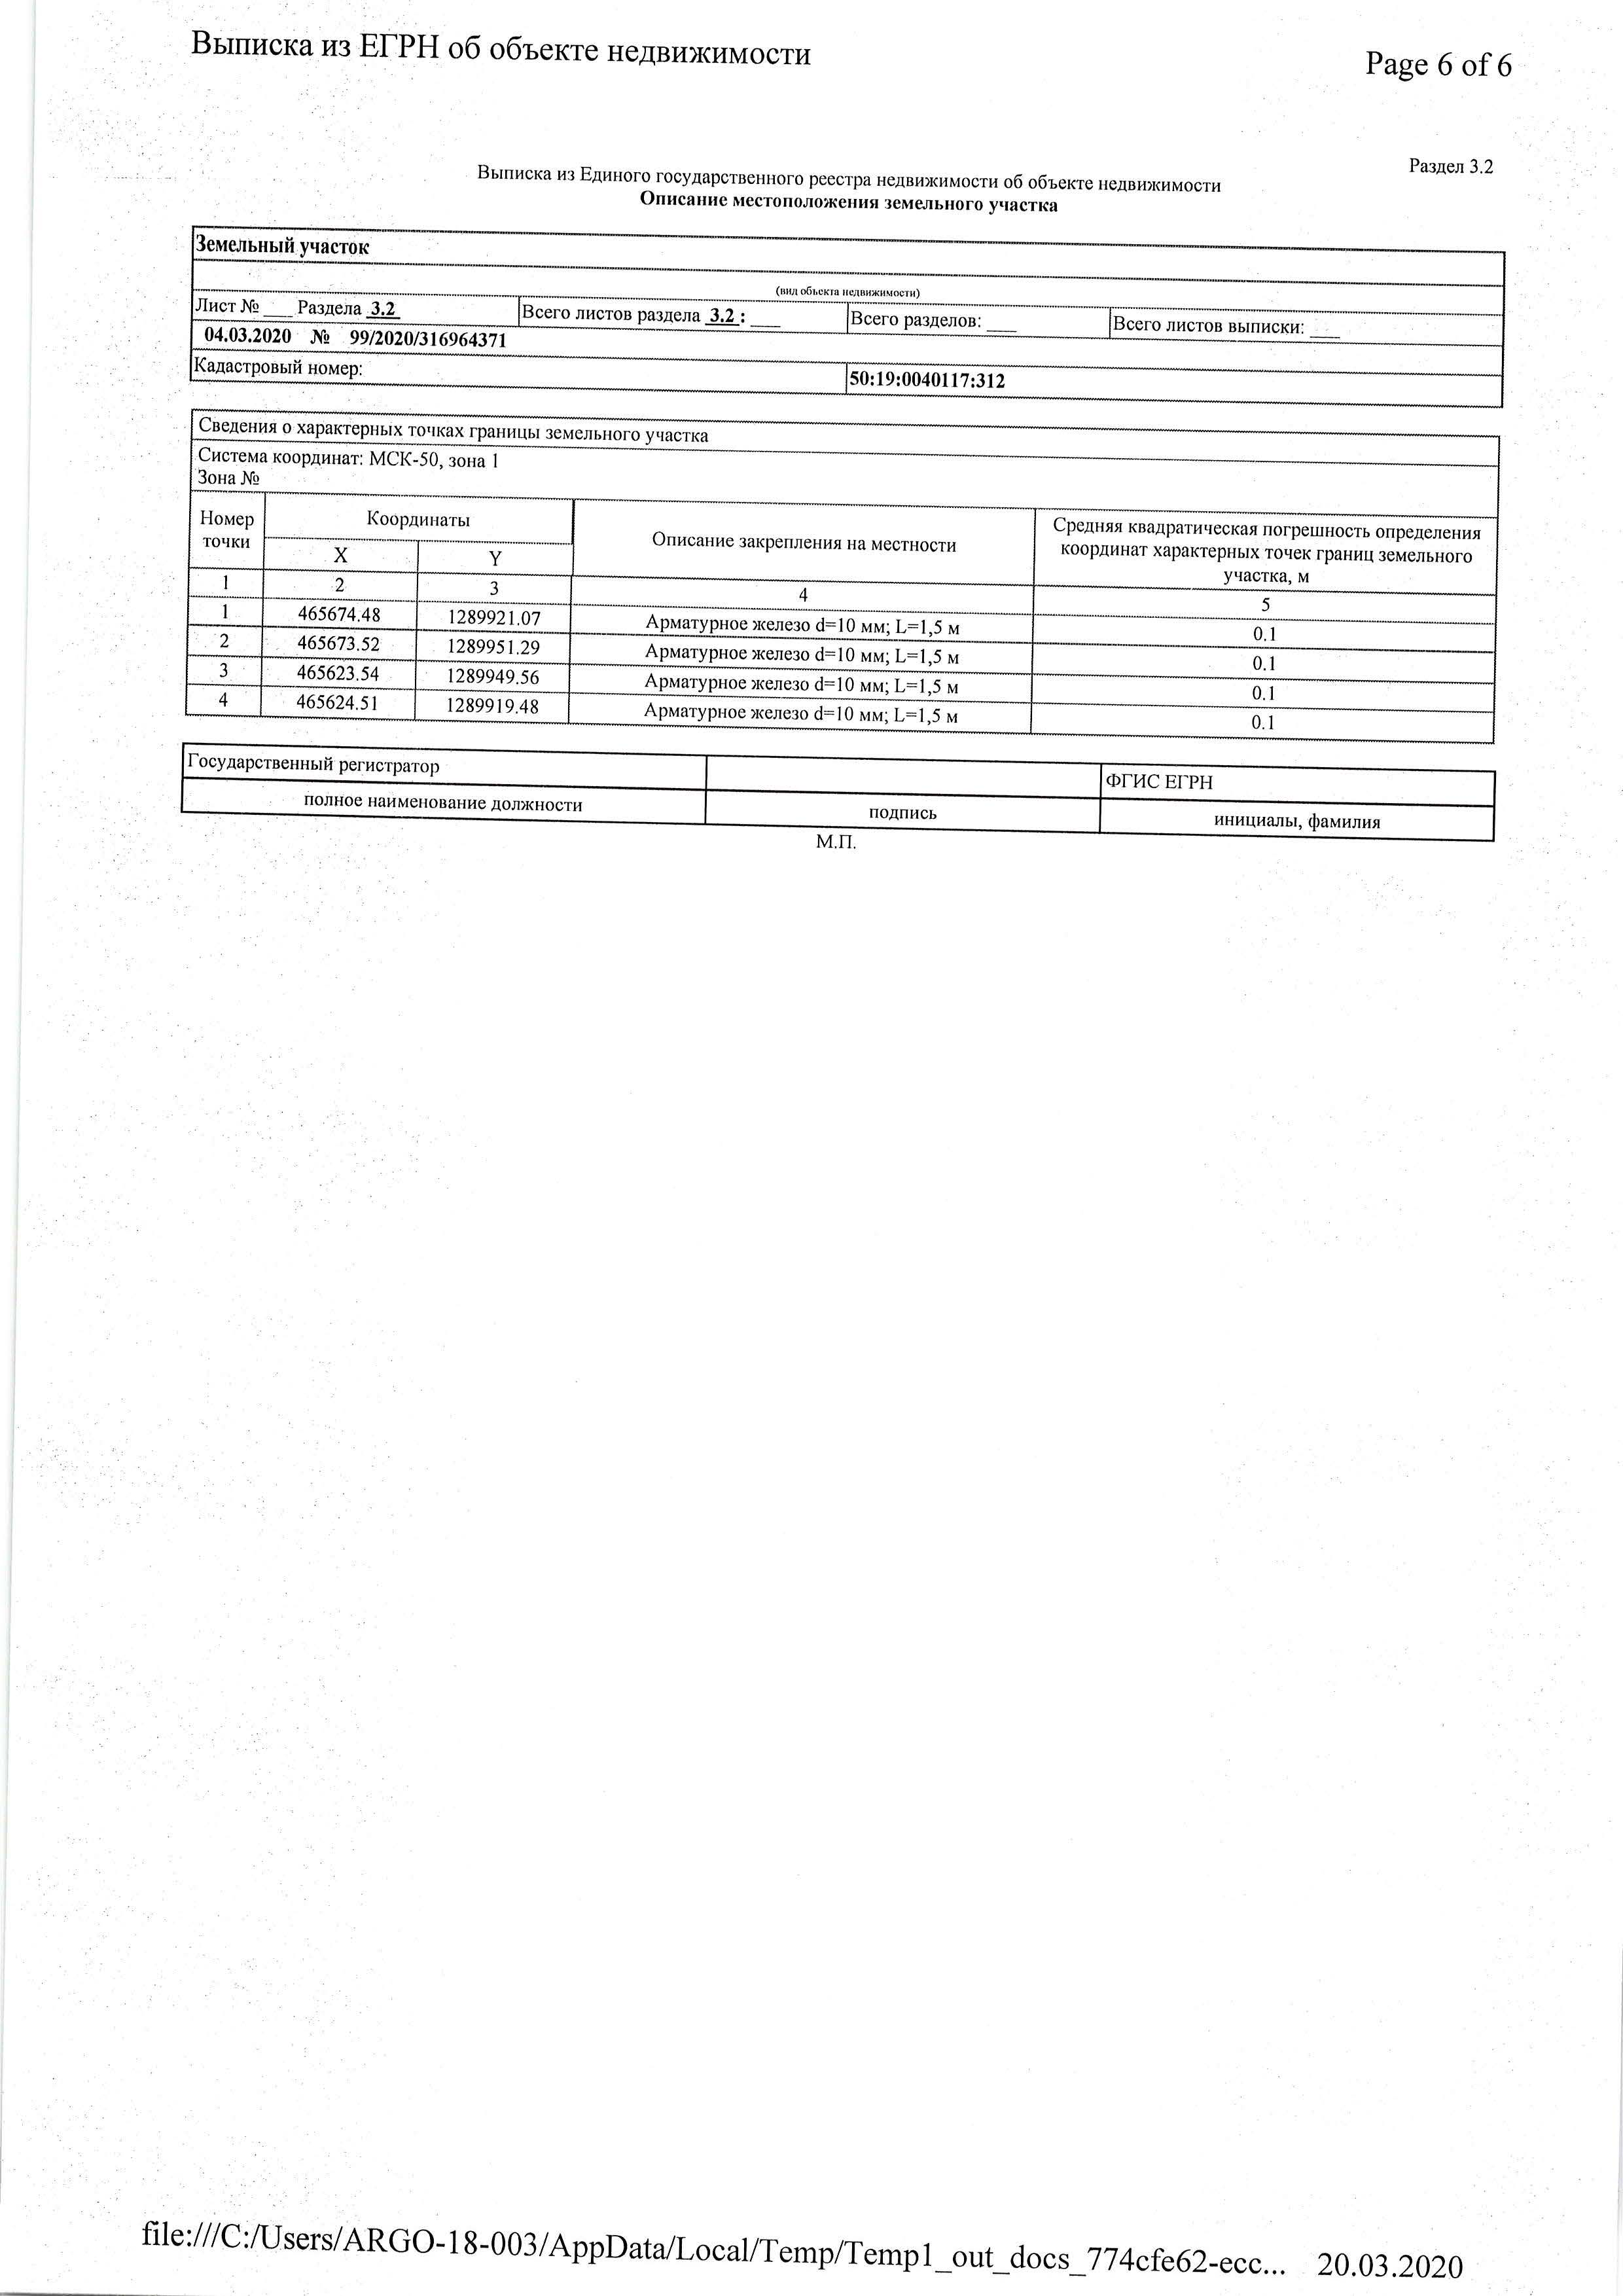 Выписка из ЕГРН об объекте недвижимости
Page 6 of 6
Раздел 3.2
Выписка из Единого государственного реестра недвижимости об объекте недвижимости
Описание местоположения земельного участка
Земельный участок
(вид объекта недвижимости)
Лист № ___ Раздела 3.2 Всего листов раздела 3.2 : ___ Всего разделов: ___ Всего листов выписки: ___
04.03.2020 № 99/2020/316964371
Кадастровый номер: 50:19:0040117:312
Сведения о характерных точках границы земельного участка
Система координат: МСК-50, зона 1
Зона №
Номер точки Координаты Описание закрепления на местности Средняя квадратическая погрешность определения координат характерных точек границ земельного участка, м
X Y
1 2 3 4 5
1 465674.48 1289921.07 Арматурное железо d=10 мм; L=1,5 м 0.1
2 465673.52 1289951.29 Арматурное железо d=10 мм; L=1,5 м 0.1
3 465623.54 1289949.56 Арматурное железо d=10 мм; L=1,5 м 0.1
4 465624.51 1289919.48 Арматурное железо d=10 мм; L=1,5 м 0.1
Государственный регистратор ФГИС ЕГРН
полное наименование должности подпись инициалы, фамилия
М.П.
file:///C:/Users/ARGO-18-003/AppData/Local/Temp/Temp1_out_docs_774cfe62-ecc... 20.03.2020